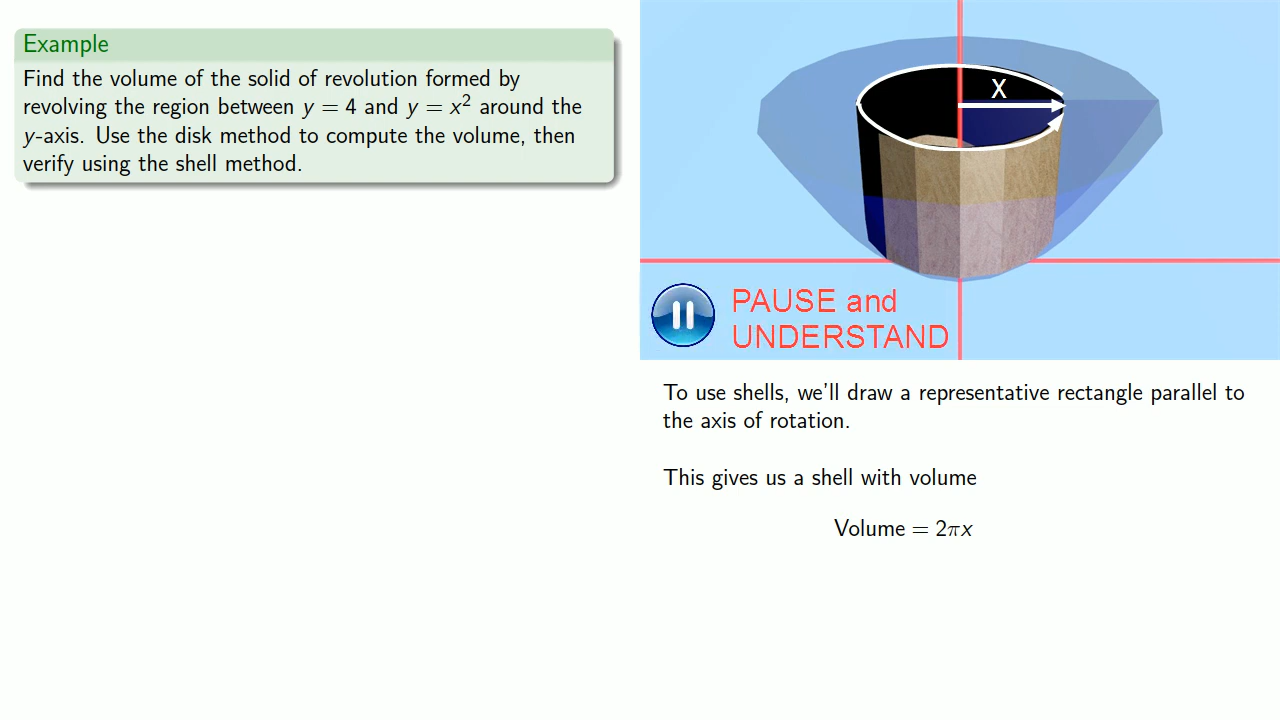 Example
Find the volume of the solid of revolution formed by
revolving the region between y = 4 and y = x² around the
y-axis. Use the disk method to compute the volume, then
verify using the shell method.
X
PAUSE and
UNDERSTAND
To use shells, we'll draw a representative rectangle parallel to
the axis of rotation.
This gives us a shell with volume
Volume = 2πx